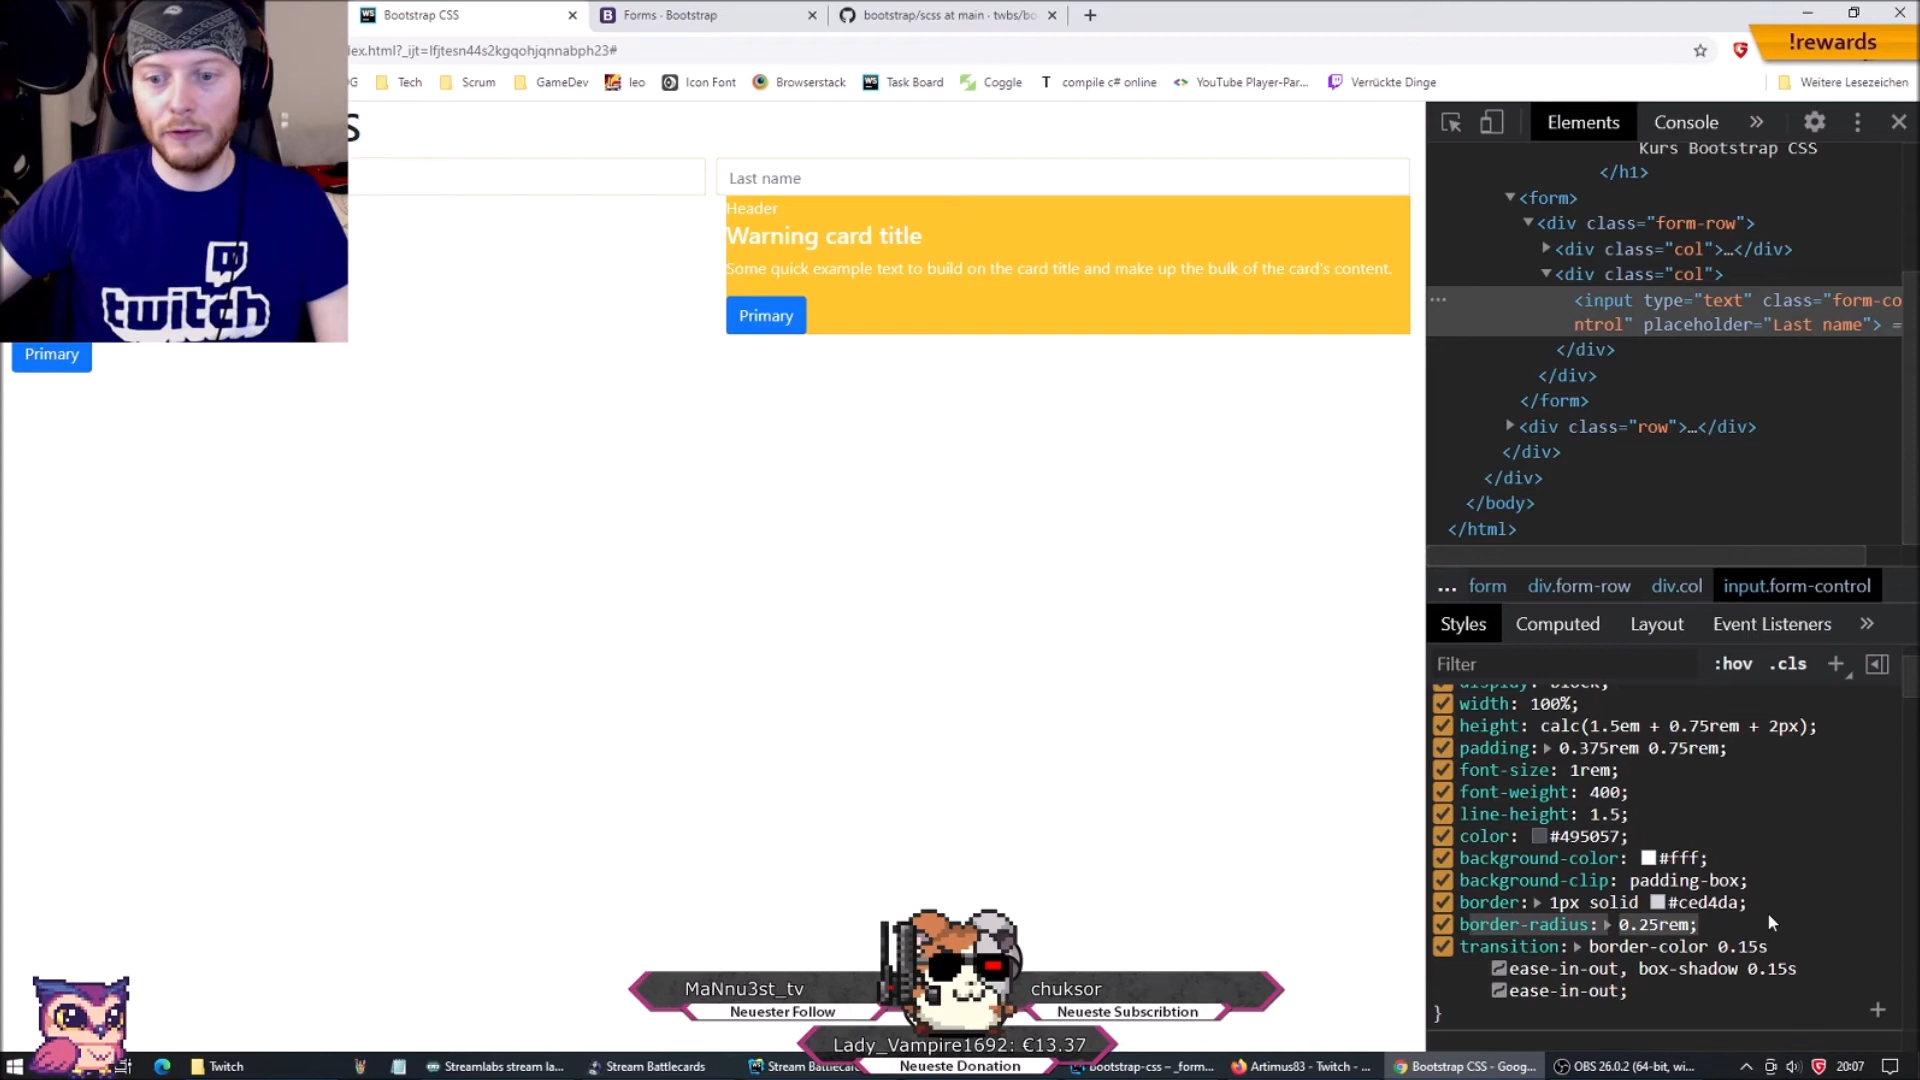 Bootstrap CSS
Forms - Bootstrap
bootstrap/scss at main · twbs/bo
ex.html?_ijt=lfjtesn44s2kgqohjqnnabph23#
!rewards
Tech
Scrum
GameDev
leo
Icon Font
Browserstack
Task Board
Coggle
T compile c# online
YouTube Player-Par...
Verrückte Dinge
Weitere Lesezeichen
S
Last name
Header
Warning card title
Some quick example text to build on the card title and make up the bulk of the card's content.
Primary
Primary
twitch
Elements
Console
Kurs Bootstrap CSS
</h1>
<form>
<div class="form-row">
<div class="col">…</div>
<div class="col">
<input type="text" class="form-co
ntrol" placeholder="Last name"> =
</div>
</div>
</form>
<div class="row">…</div>
</div>
</div>
</body>
</html>
... form div.form-row div.col input.form-control
Styles Computed Layout Event Listeners
Filter
:hov .cls
display: block;
width: 100%;
height: calc(1.5em + 0.75rem + 2px);
padding: 0.375rem 0.75rem;
font-size: 1rem;
font-weight: 400;
line-height: 1.5;
color: #495057;
background-color: #fff;
background-clip: padding-box;
border: 1px solid #ced4da;
border-radius: 0.25rem;
transition: border-color 0.15s
ease-in-out, box-shadow 0.15s
ease-in-out;
}
MaNnu3st_tv
Neuester Follow
chuksor
Neueste Subscribtion
Lady_Vampire1692: €13.37
Neueste Donation
Twitch
Streamlabs stream la...
Stream Battlecards
Stream Battlecar
bootstrap-css – _form...
Artimus83 - Twitch - ...
Bootstrap CSS - Goog...
OBS 26.0.2 (64-bit, wi...
20:07